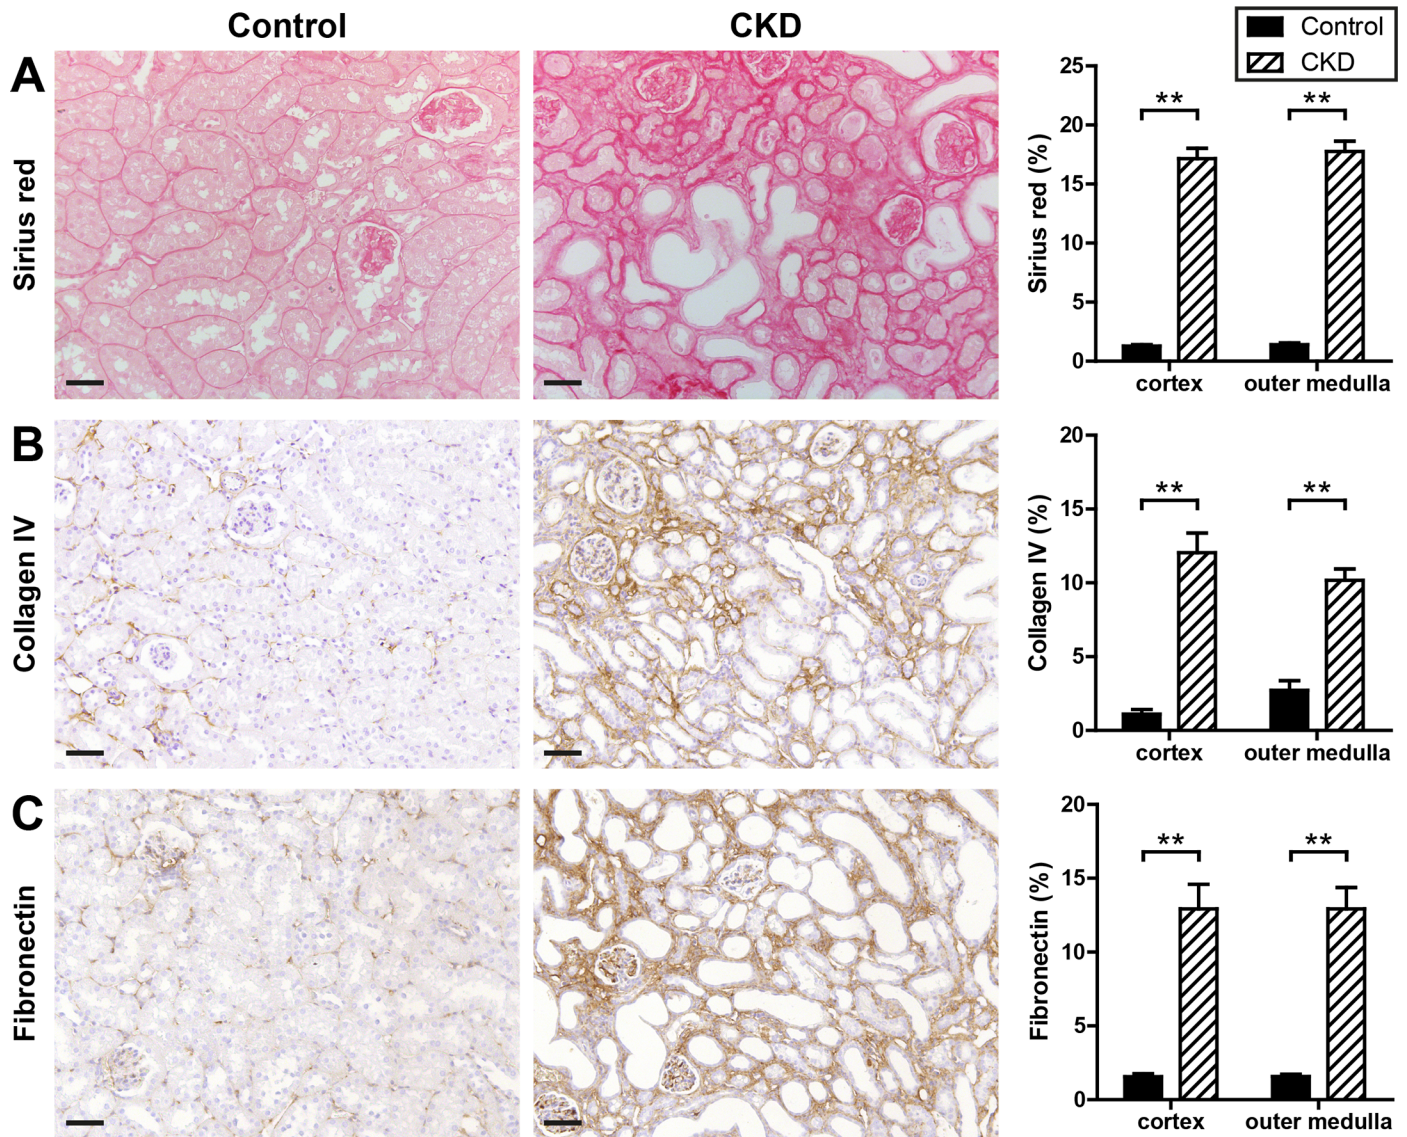 Control
CKD
Control
CKD
A
Sirius red
Sirius red (%)
25
20
15
10
5
0
**
**
cortex
outer medulla
B
Collagen IV
Collagen IV (%)
20
15
10
5
0
**
**
cortex
outer medulla
C
Fibronectin
Fibronectin (%)
20
15
10
5
0
**
**
cortex
outer medulla